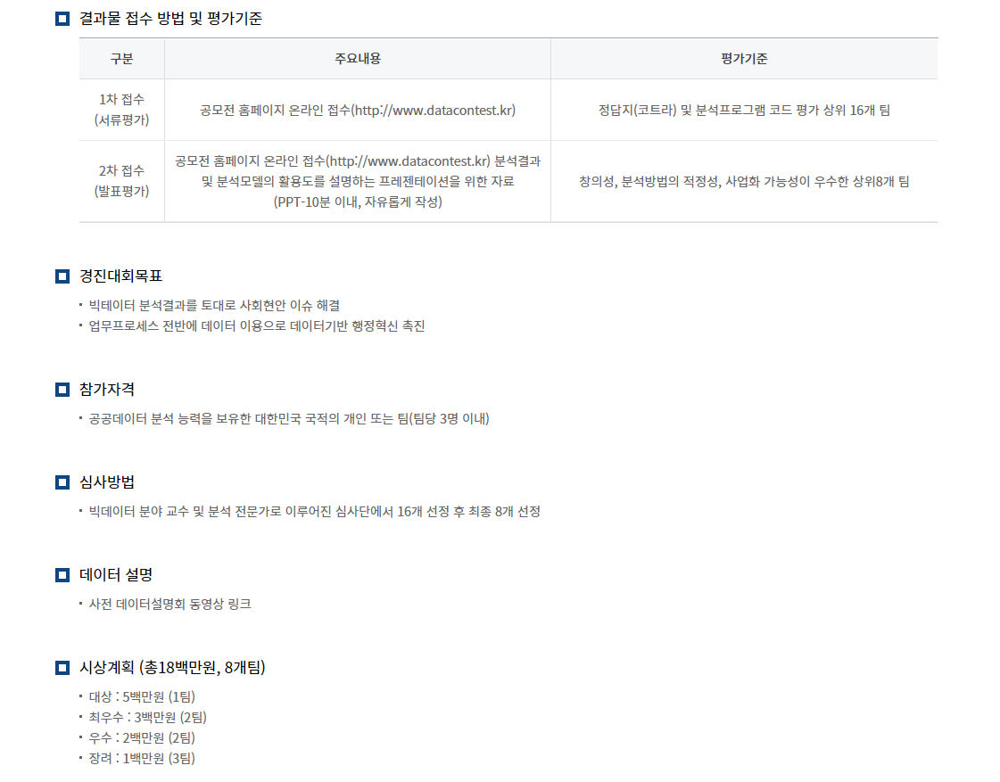 결과물 접수 방법 및 평가기준
구분 주요내용 평가기준
1차 접수
(서류평가)
공모전 홈페이지 온라인 접수(http://www.datacontest.kr)
정답지(코트라) 및 분석프로그램 코드 평가 상위 16개 팀
2차 접수
(발표평가)
공모전 홈페이지 온라인 접수(http://www.datacontest.kr) 분석결과
및 분석모델의 활용도를 설명하는 프레젠테이션을 위한 자료
(PPT-10분 이내, 자유롭게 작성)
창의성, 분석방법의 적정성, 사업화 가능성이 우수한 상위8개 팀
경진대회목표
빅테이터 분석결과를 토대로 사회현안 이슈 해결
업무프로세스 전반에 데이터 이용으로 데이터기반 행정혁신 촉진
참가자격
공공데이터 분석 능력을 보유한 대한민국 국적의 개인 또는 팀(팀당 3명 이내)
심사방법
빅데이터 분야 교수 및 분석 전문가로 이루어진 심사단에서 16개 선정 후 최종 8개 선정
데이터 설명
사전 데이터설명회 동영상 링크
시상계획 (총18백만원, 8개팀)
대상 : 5백만원 (1팀)
최우수 : 3백만원 (2팀)
우수 : 2백만원 (2팀)
장려 : 1백만원 (3팀)